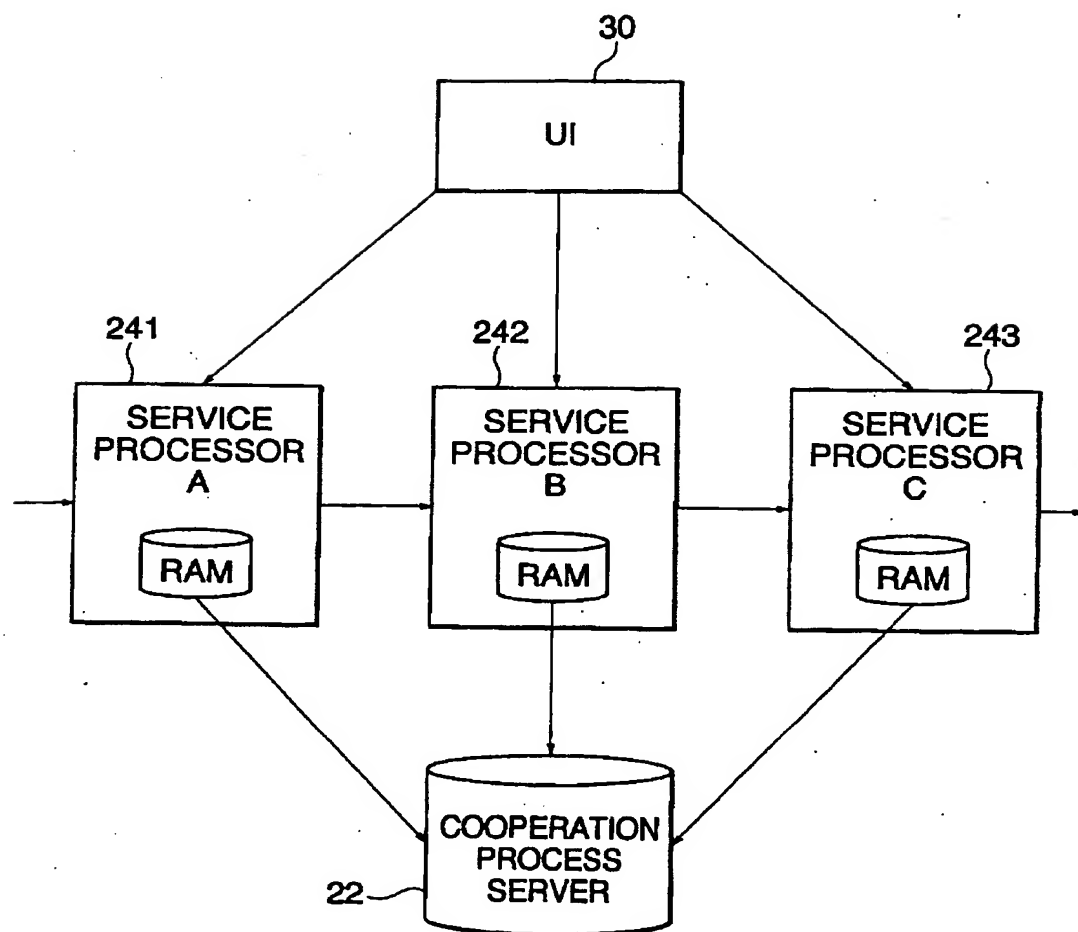 30
UI
241
SERVICE
PROCESSOR
A
RAM
242
SERVICE
PROCESSOR
B
RAM
243
SERVICE
PROCESSOR
C
RAM
COOPERATION
PROCESS
SERVER
22